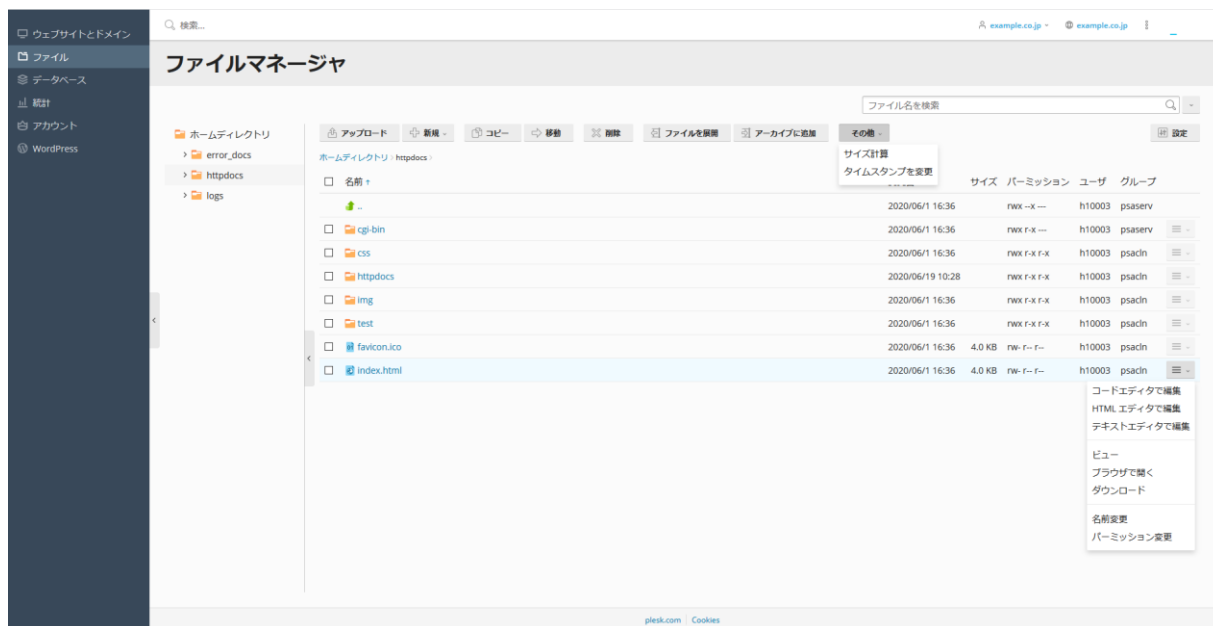 検索...
example.co.jp
example.co.jp
ウェブサイトとドメイン
ファイル
データベース
統計
アカウント
WordPress
ファイルマネージャ
ファイル名を検索
アップロード 新規 コピー 移動 削除 ファイルを展開 アーカイブに追加 その他 設定
サイズ計算
タイムスタンプを変更
ホームディレクトリ
error_docs
httpdocs
logs
ホームディレクトリ › httpdocs ›
名前 ↑ サイズ パーミッション ユーザ グループ
.. 2020/06/1 16:36 rwx --x --- h10003 psaserv
cgi-bin 2020/06/1 16:36 rwx r-x --- h10003 psaserv
css 2020/06/1 16:36 rwx r-x r-x h10003 psacln
httpdocs 2020/06/19 10:28 rwx r-x r-x h10003 psacln
img 2020/06/1 16:36 rwx r-x r-x h10003 psacln
test 2020/06/1 16:36 rwx r-x r-x h10003 psacln
favicon.ico 2020/06/1 16:36 4.0 KB rw- r-- r-- h10003 psacln
index.html 2020/06/1 16:36 4.0 KB rw- r-- r-- h10003 psacln
コードエディタで編集
HTML エディタで編集
テキストエディタで編集
ビュー
ブラウザで開く
ダウンロード
名前変更
パーミッション変更
plesk.com Cookies